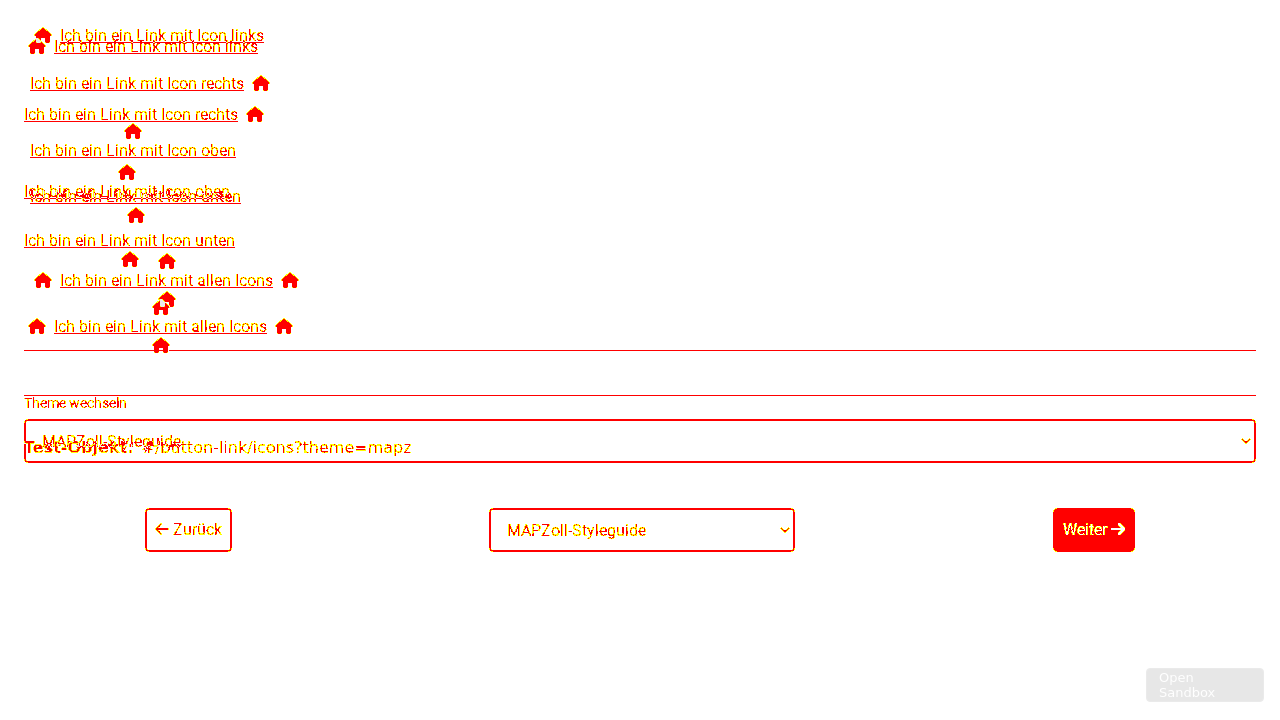 Ich bin ein Link mit Icon links
Ich bin ein Link mit Icon links
Ich bin ein Link mit Icon rechts
Ich bin ein Link mit Icon rechts
Ich bin ein Link mit Icon oben
Ich bin ein Link mit Icon oben
Ich bin ein Link mit Icon unten
Ich bin ein Link mit Icon unten
Ich bin ein Link mit allen Icons
Ich bin ein Link mit allen Icons
Theme wechseln
MAPZoll-Styleguide
Test-Objekt: #/button-link/icons?theme=mapz
Zurück
MAPZoll-Styleguide
Weiter
Open
Sandbox